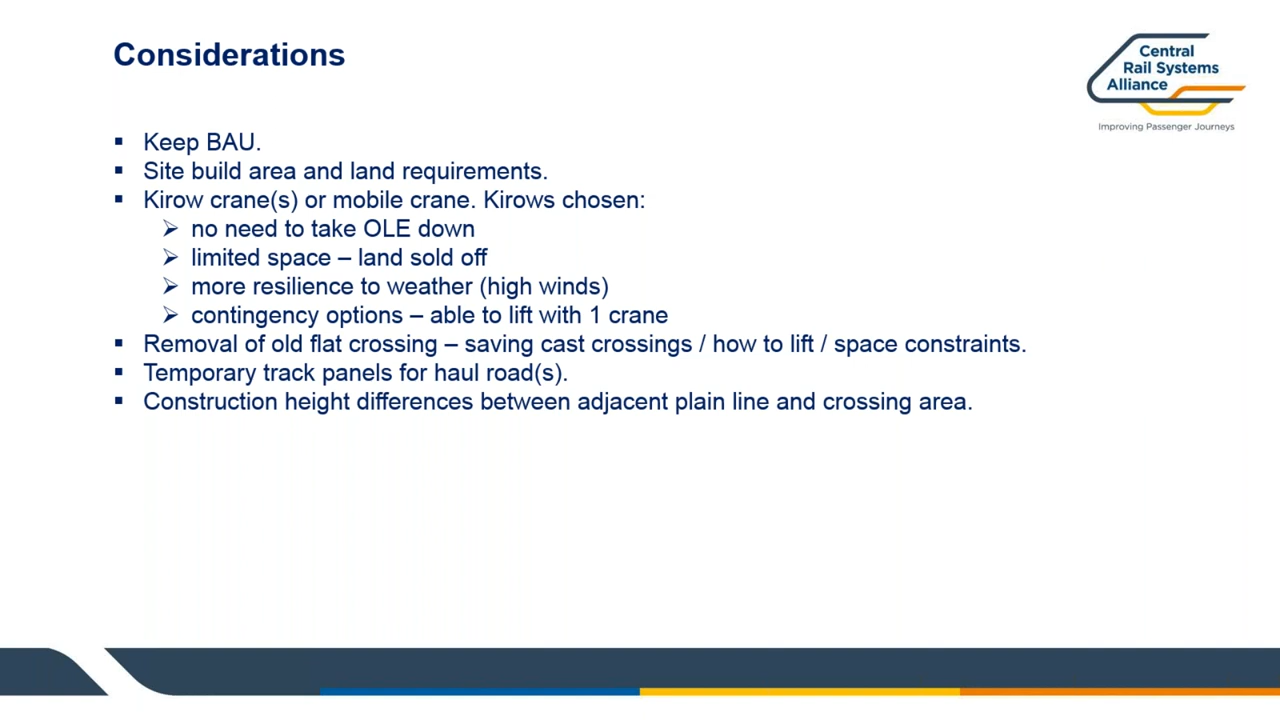 Considerations
Central
Rail Systems
Alliance
Improving Passenger Journeys
▪ Keep BAU.
▪ Site build area and land requirements.
▪ Kirow crane(s) or mobile crane. Kirows chosen:
➢ no need to take OLE down
➢ limited space – land sold off
➢ more resilience to weather (high winds)
➢ contingency options – able to lift with 1 crane
▪ Removal of old flat crossing – saving cast crossings / how to lift / space constraints.
▪ Temporary track panels for haul road(s).
▪ Construction height differences between adjacent plain line and crossing area.